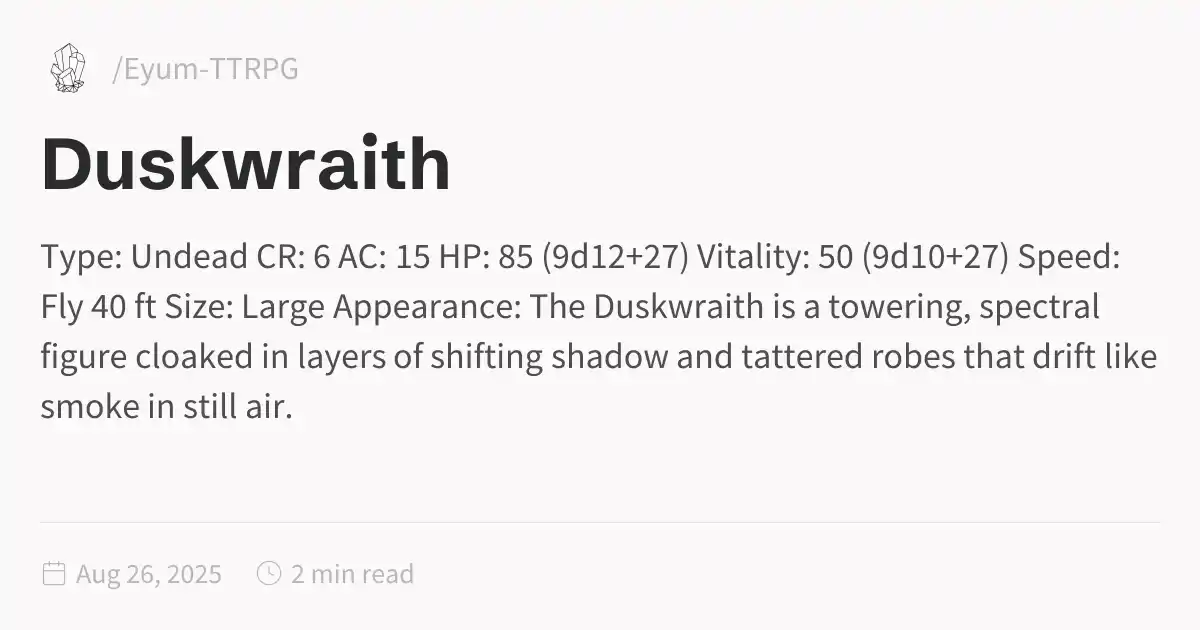 /Eyum-TTRPG
Duskwraith
Type: Undead CR: 6 AC: 15 HP: 85 (9d12+27) Vitality: 50 (9d10+27) Speed:
Fly 40 ft Size: Large Appearance: The Duskwraith is a towering, spectral
figure cloaked in layers of shifting shadow and tattered robes that drift like
smoke in still air.
Aug 26, 2025 2 min read